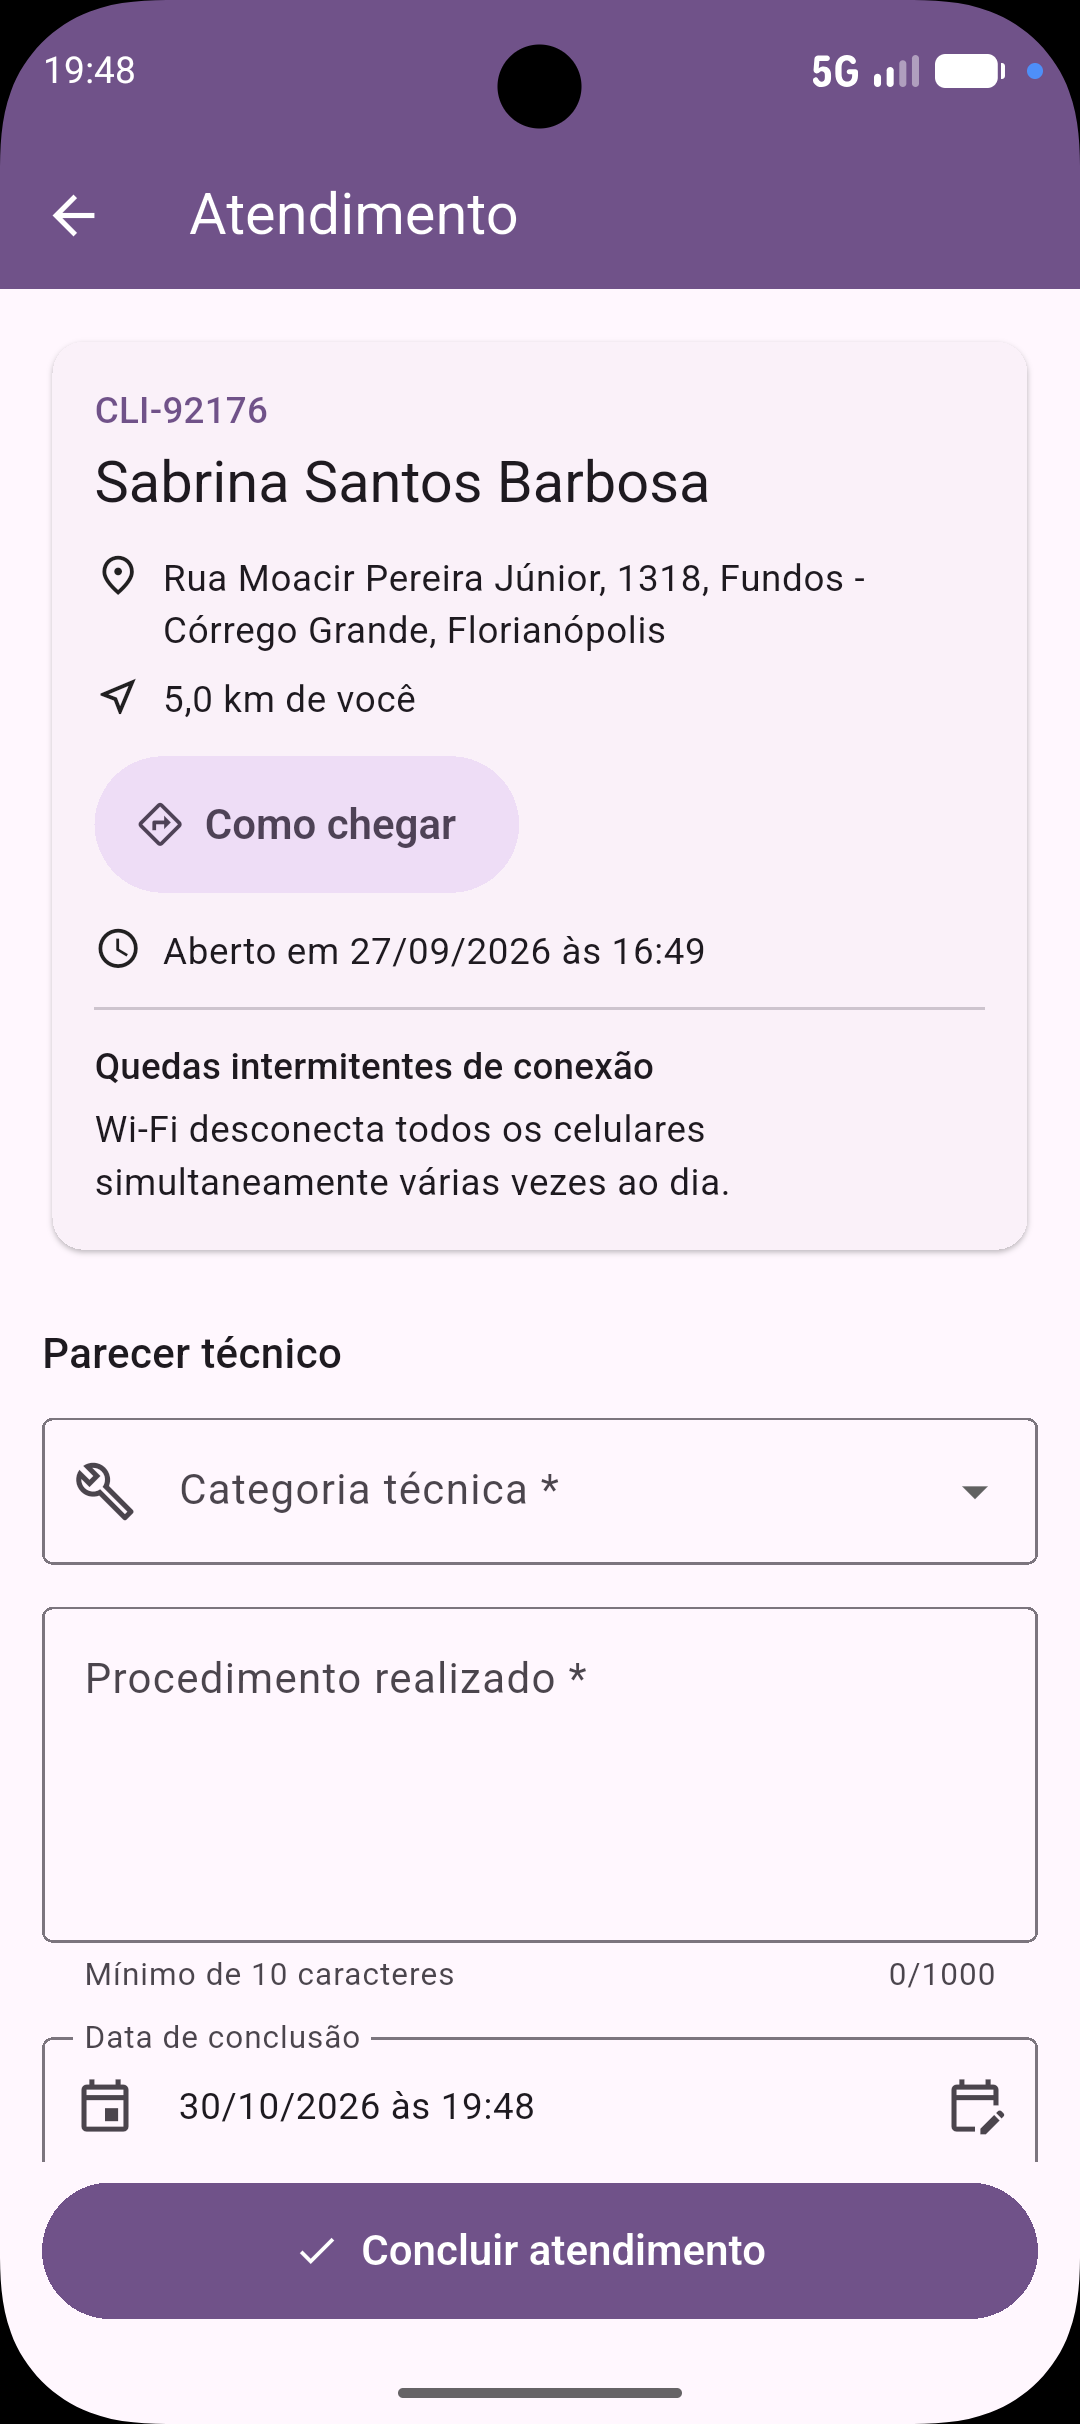 19:48
5G
Atendimento
CLI-92176
Sabrina Santos Barbosa
Rua Moacir Pereira Júnior, 1318, Fundos -
Córrego Grande, Florianópolis
5,0 km de você
Como chegar
Aberto em 27/09/2026 às 16:49
Quedas intermitentes de conexão
Wi-Fi desconecta todos os celulares
simultaneamente várias vezes ao dia.
Parecer técnico
Categoria técnica *
Procedimento realizado *
Mínimo de 10 caracteres
0/1000
Data de conclusão
30/10/2026 às 19:48
Concluir atendimento